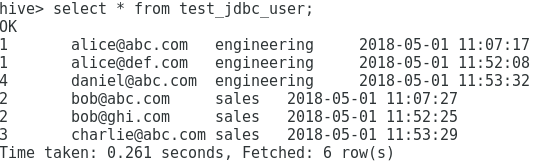 hive> select * from test_jdbc_user;
OK
1 alice@abc.com engineering 2018-05-01 11:07:17
1 alice@def.com engineering 2018-05-01 11:52:08
4 daniel@abc.com engineering 2018-05-01 11:53:32
2 bob@abc.com sales 2018-05-01 11:07:27
2 bob@ghi.com sales 2018-05-01 11:52:25
3 charlie@abc.com sales 2018-05-01 11:53:29
Time taken: 0.261 seconds, Fetched: 6 row(s)